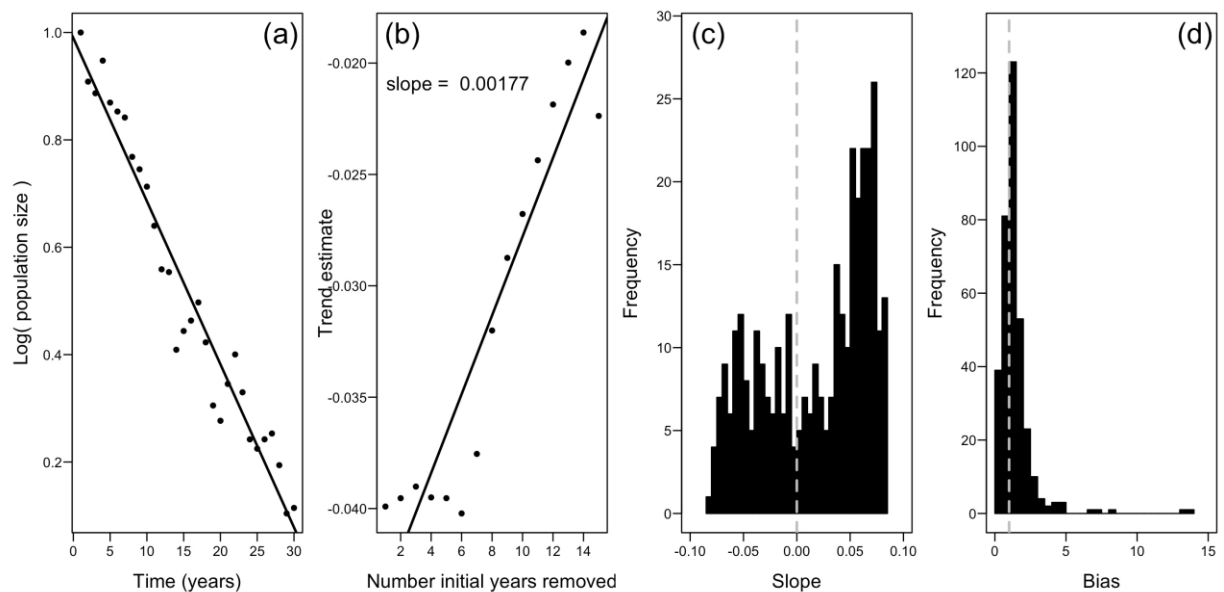 (a)
1.0
0.8
0.6
0.4
0.2
Log( population size )
0 5 10 15 20 25 30
Time (years)
(b)
slope = 0.00177
-0.020
-0.025
-0.030
-0.035
-0.040
Trend estimate
2 4 6 8 10 12 14
Number initial years removed
(c)
30
25
20
15
10
5
0
Frequency
-0.10 -0.05 0.00 0.05 0.10
Slope
(d)
120
100
80
60
40
20
0
Frequency
0 5 10 15
Bias